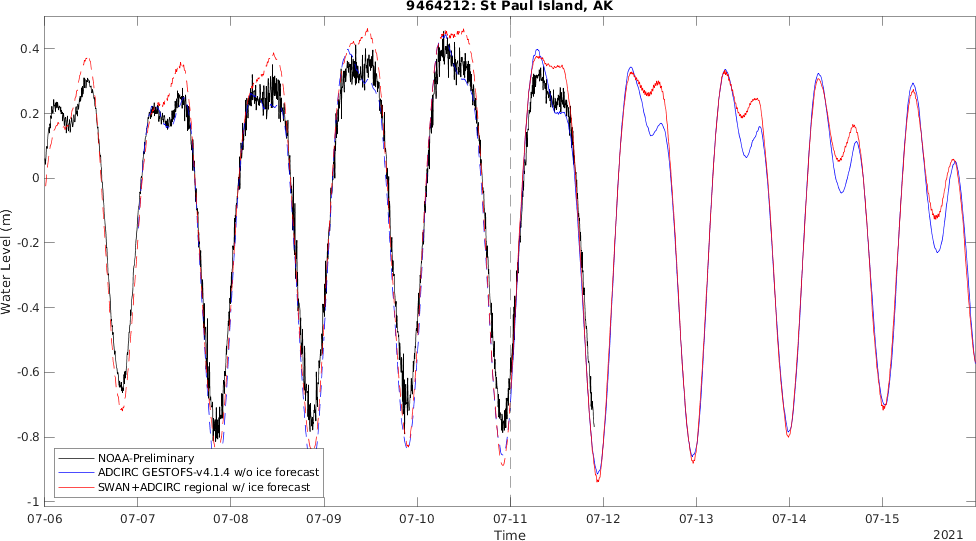 9464212: St Paul Island, AK
Water Level (m)
0.4
0.2
0
-0.2
-0.4
-0.6
-0.8
-1
NOAA-Preliminary
ADCIRC GESTOFS-v4.1.4 w/o ice forecast
SWAN+ADCIRC regional w/ ice forecast
07-06 07-07 07-08 07-09 07-10 07-11 07-12 07-13 07-14 07-15
Time
2021